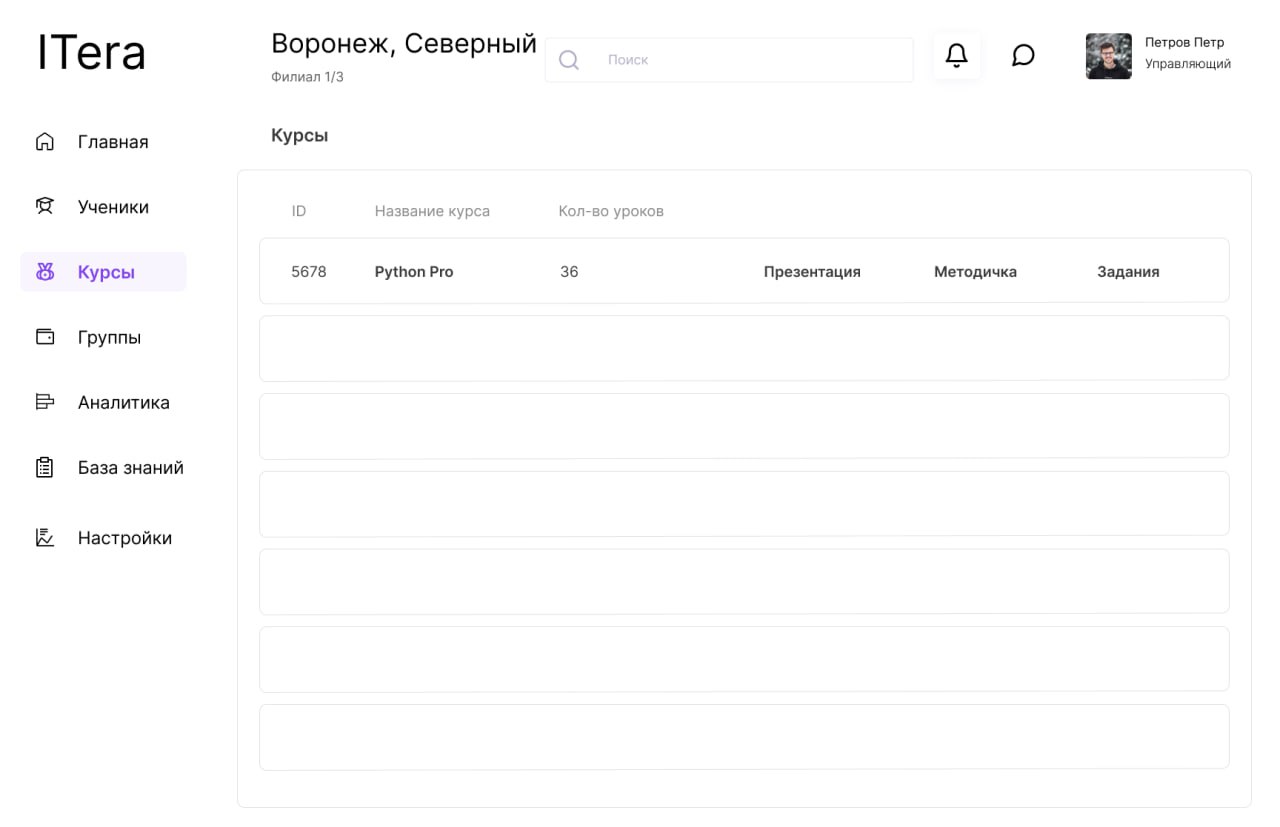 ITera
Воронеж, Северный
Филиал 1/3
Поиск
Петров Петр
Управляющий
Главная
Ученики
Курсы
Группы
Аналитика
База знаний
Настройки
Курсы
ID Название курса Кол-во уроков
5678 Python Pro 36 Презентация Методичка Задания